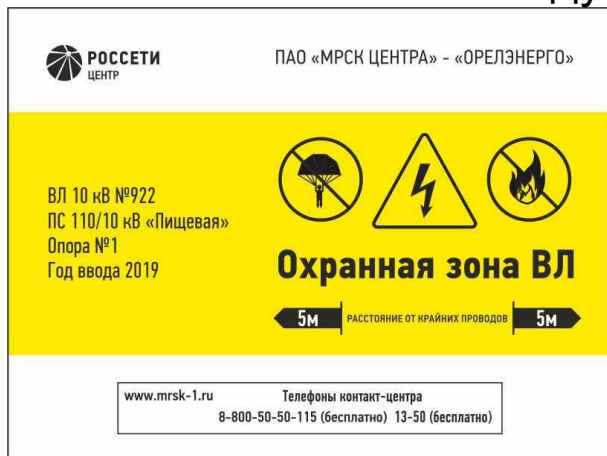 РОССЕТИ
ЦЕНТР
ПАО «МРСК ЦЕНТРА» - «ОРЕЛЭНЕРГО»
ВЛ 10 кВ №922
ПС 110/10 кВ «Пищевая»
Опора №1
Год ввода 2019
Охранная зона ВЛ
5м РАССТОЯНИЕ ОТ КРАЙНИХ ПРОВОДОВ 5м
www.mrsk-1.ru Телефоны контакт-центра
8-800-50-50-115 (бесплатно) 13-50 (бесплатно)